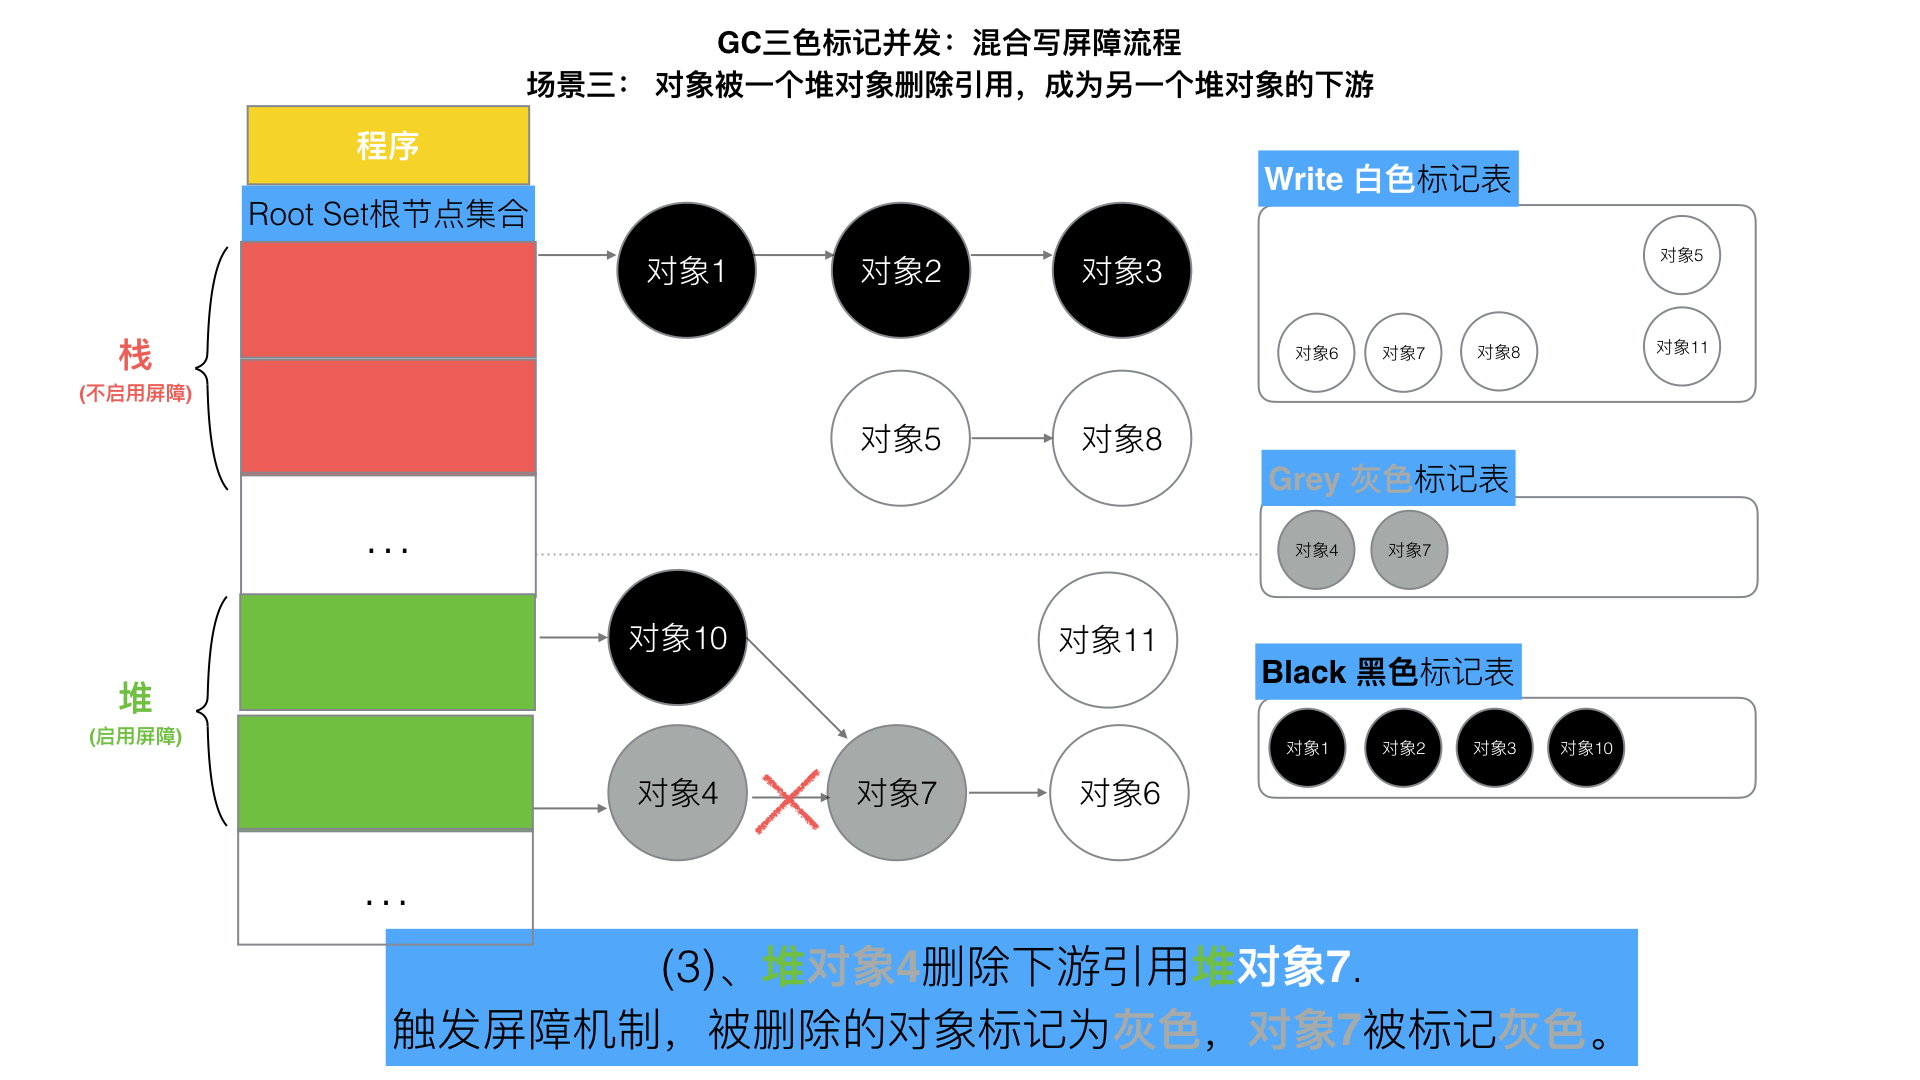 GC三色标记并发：混合写屏障流程
场景三： 对象被一个堆对象删除引用，成为另一个堆对象的下游
程序
Root Set根节点集合
栈
(不启用屏障)
...
堆
(启用屏障)
...
对象1
对象2
对象3
对象5
对象8
对象10
对象11
对象4
对象7
对象6
Write 白色标记表
对象5
对象6
对象7
对象8
对象11
Grey 灰色标记表
对象4
对象7
Black 黑色标记表
对象1
对象2
对象3
对象10
(3)、堆对象4删除下游引用堆对象7.
触发屏障机制，被删除的对象标记为灰色，对象7被标记灰色。